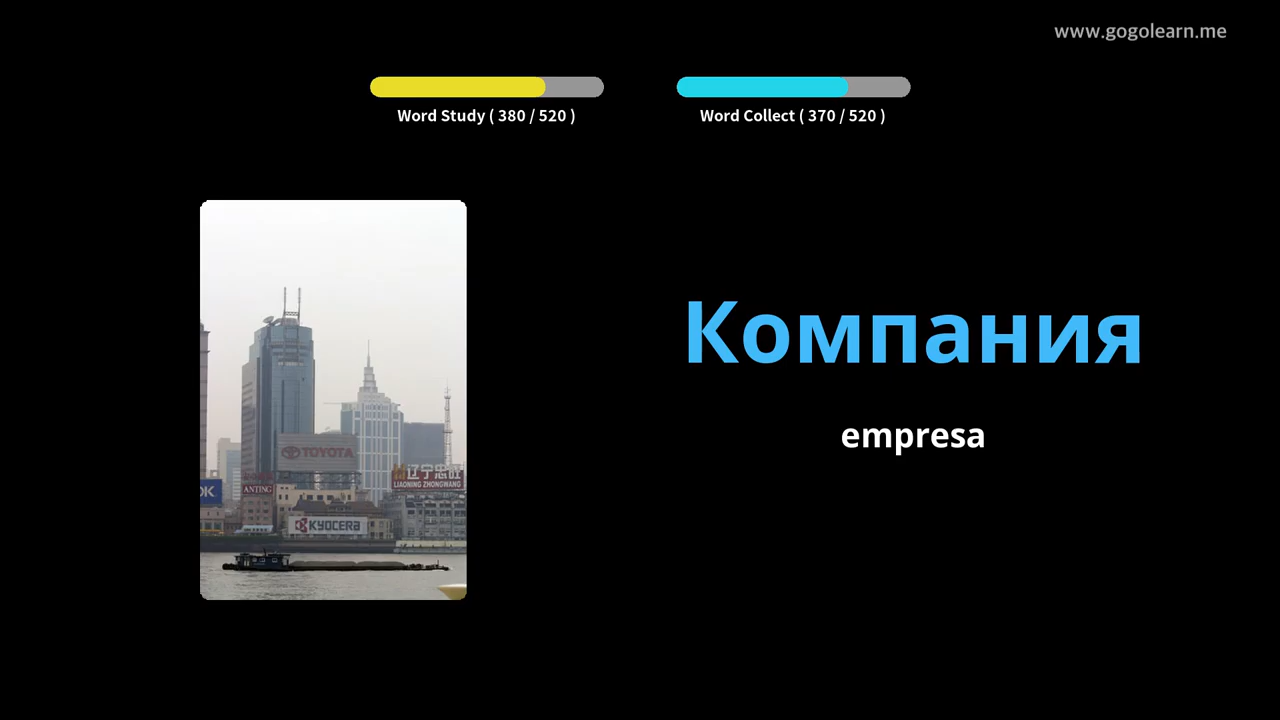 www.gogolearn.me
Word Study ( 380 / 520 )
Word Collect ( 370 / 520 )
Компания
empresa
TOYOTA
辽宁忠旺
LIAONING ZHONGWANG
OK
ANTING
KYOCERA